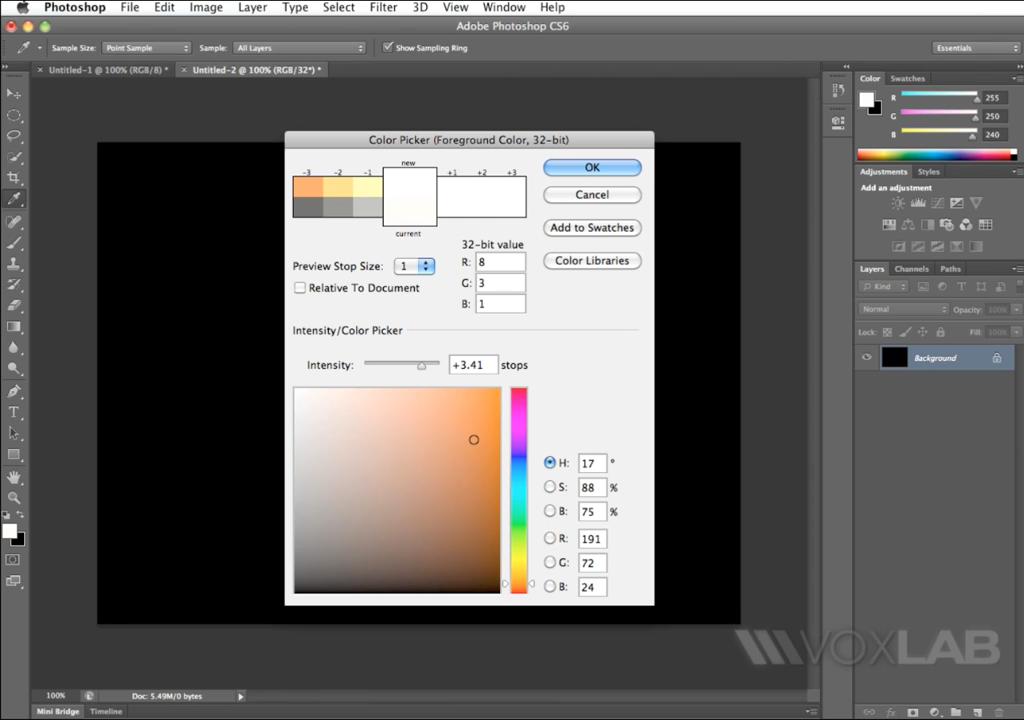 Photoshop File Edit Image Layer Type Select Filter 3D View Window Help
Adobe Photoshop CS6
Sample Size: Point Sample Sample: All Layers Show Sampling Ring Essentials
Untitled-1 @ 100% (RGB/8) * Untitled-2 @ 100% (RGB/32*) *
Color Swatches
R 255
G 250
B 240
Adjustments Styles
Add an adjustment
Layers Channels Paths
Kind
Normal Opacity: 100%
Lock: Fill: 100%
Background
Color Picker (Foreground Color, 32-bit)
new
-3 -2 -1 +1 +2 +3
current
OK
Cancel
Add to Swatches
Color Libraries
32-bit value
R: 8
G: 3
B: 1
Preview Stop Size: 1
Relative To Document
Intensity/Color Picker
Intensity: +3.41 stops
H: 17 °
S: 88 %
B: 75 %
R: 191
G: 72
B: 24
VOXLAB
100% Doc: 5.49M/0 bytes
Mini Bridge Timeline